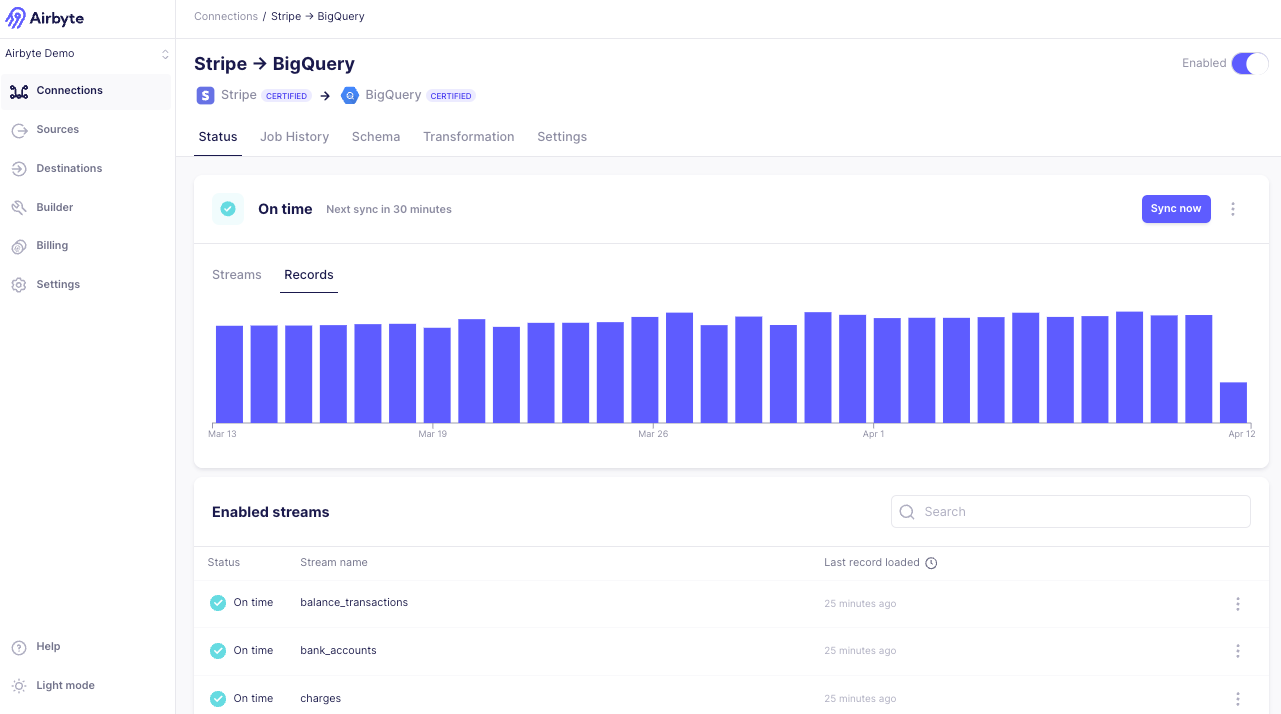 Airbyte
Connections / Stripe → BigQuery
Airbyte Demo
Stripe → BigQuery
Enabled
Connections
S Stripe CERTIFIED → BigQuery CERTIFIED
Sources
Status Job History Schema Transformation Settings
Destinations
Builder
On time Next sync in 30 minutes Sync now
Billing
Streams Records
Settings
Mar 13 Mar 19 Mar 26 Apr 1 Apr 12
Enabled streams Search
Status Stream name Last record loaded
On time balance_transactions 25 minutes ago
Help
On time bank_accounts 25 minutes ago
Light mode
On time charges 25 minutes ago